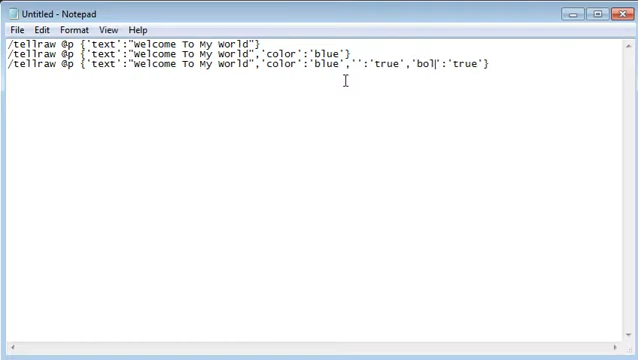 Untitled - Notepad
File Edit Format View Help
/tellraw @p {'text':"Welcome To My World"}
/tellraw @p {'text':"Welcome To My World",'color':'blue'}
/tellraw @p {'text':"Welcome To My World",'color':'blue','':'true','bol':'true'}